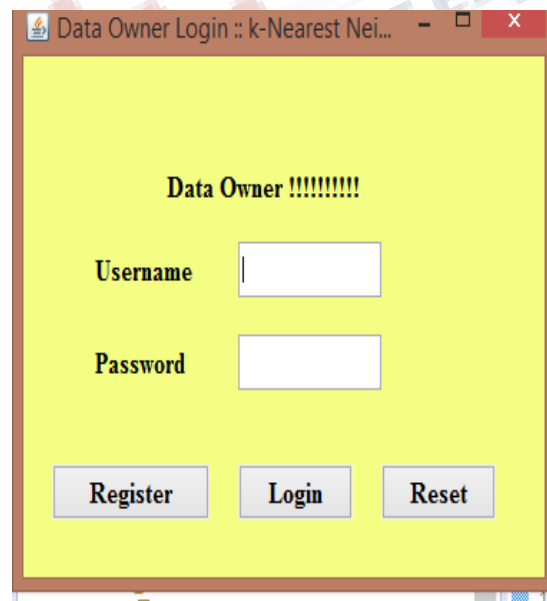 Data Owner Login :: k-Nearest Nei...
Data Owner !!!!!!!!!!
Username
Password
Register Login Reset